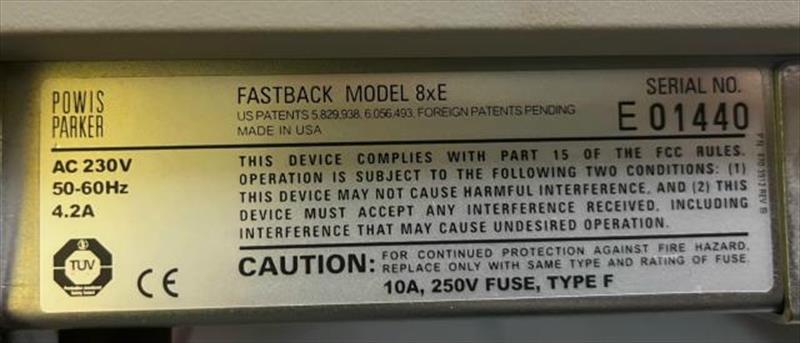 POWIS
PARKER
FASTBACK MODEL 8xE
US PATENTS 5,829,938, 6,056,493, FOREIGN PATENTS PENDING
MADE IN USA
SERIAL NO.
E 01440
AC 230V
50-60Hz
4.2A
THIS DEVICE COMPLIES WITH PART 15 OF THE FCC RULES.
OPERATION IS SUBJECT TO THE FOLLOWING TWO CONDITIONS: (1)
THIS DEVICE MAY NOT CAUSE HARMFUL INTERFERENCE, AND (2) THIS
DEVICE MUST ACCEPT ANY INTERFERENCE RECEIVED, INCLUDING
INTERFERENCE THAT MAY CAUSE UNDESIRED OPERATION.
TUV
CE
CAUTION: FOR CONTINUED PROTECTION AGAINST FIRE HAZARD,
REPLACE ONLY WITH SAME TYPE AND RATING OF FUSE.
10A, 250V FUSE, TYPE F